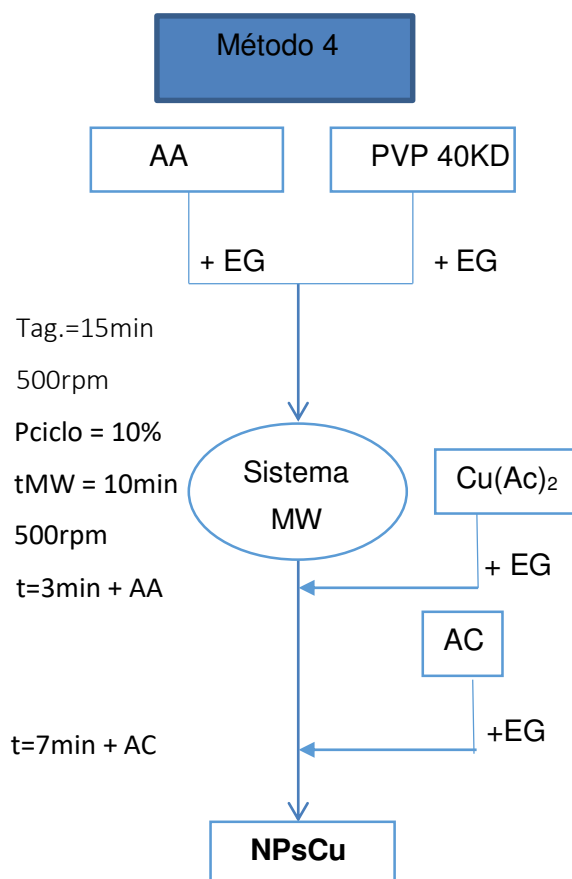 Método 4
AA
PVP 40KD
+ EG
+ EG
Tag.=15min
500rpm
Pciclo = 10%
tMW = 10min
500rpm
t=3min + AA
Sistema
MW
Cu(Ac)₂
+ EG
AC
+EG
t=7min + AC
NPsCu